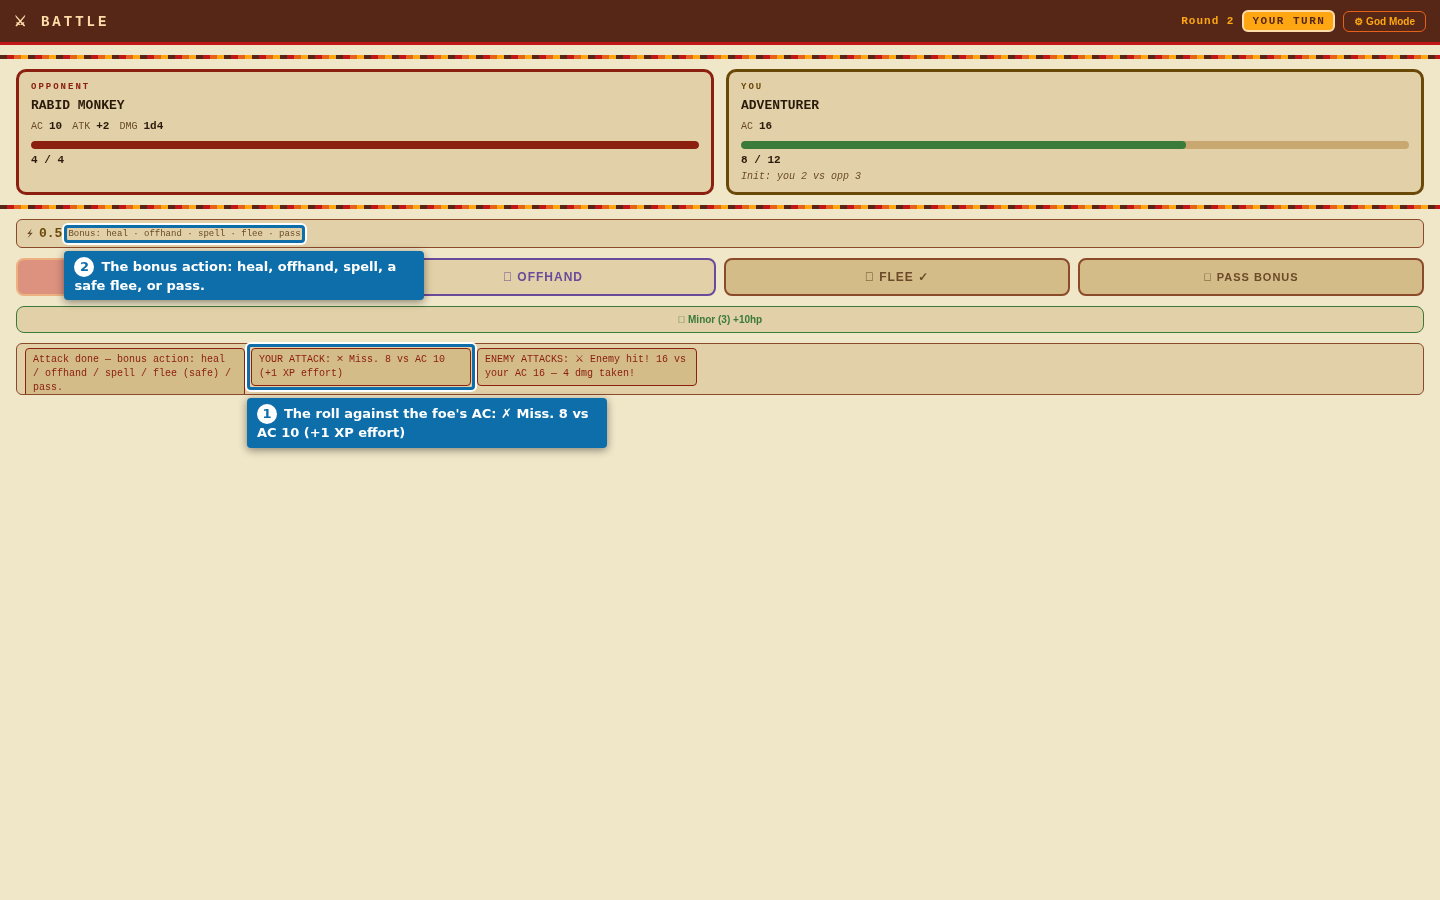 ⚔ BATTLE
Round 2 YOUR TURN ⚙ God Mode
OPPONENT
RABID MONKEY
AC 10 ATK +2 DMG 1d4
4 / 4
YOU
ADVENTURER
AC 16
8 / 12
Init: you 2 vs opp 3
⚡ 0.5 Bonus: heal · offhand · spell · flee · pass
2 The bonus action: heal, offhand, spell, a
safe flee, or pass.
OFFHAND
FLEE ✓
PASS BONUS
Minor (3) +10hp
Attack done — bonus action: heal
/ offhand / spell / flee (safe) /
pass.
YOUR ATTACK: ✕ Miss. 8 vs AC 10
(+1 XP effort)
ENEMY ATTACKS: ⚔ Enemy hit! 16 vs
your AC 16 — 4 dmg taken!
1 The roll against the foe's AC: ✗ Miss. 8 vs
AC 10 (+1 XP effort)